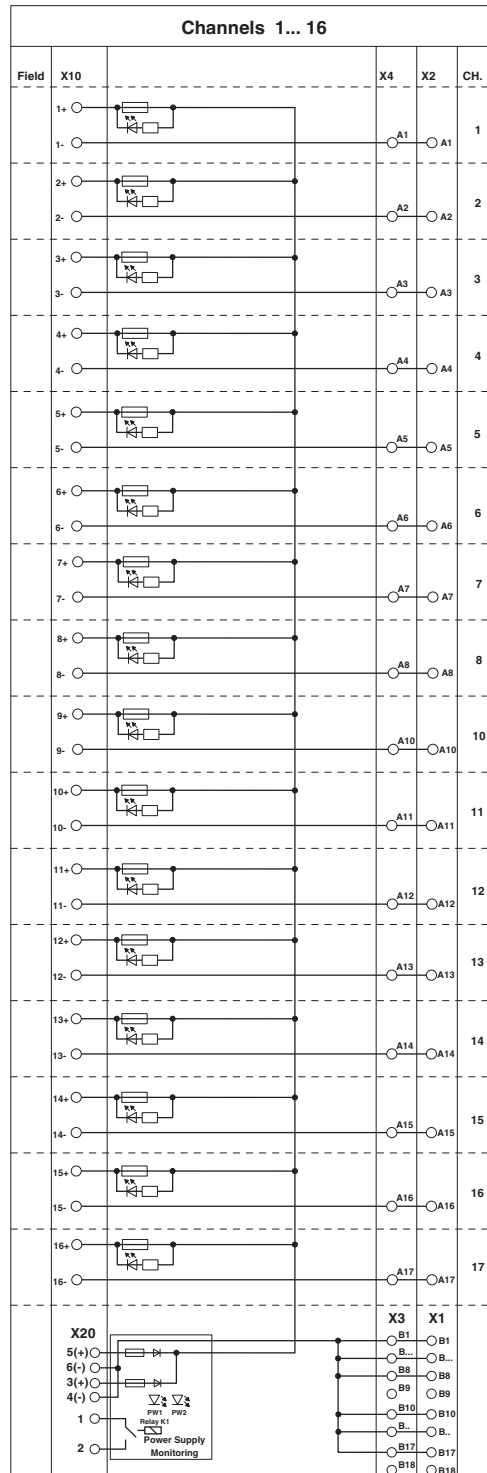 Channels 1... 16
Field X10 X4 X2 CH.
1+
A1 A1 1
1-
2+
A2 A2 2
2-
3+
A3 A3 3
3-
4+
A4 A4 4
4-
5+
A5 A5 5
5-
6+
A6 A6 6
6-
7+
A7 A7 7
7-
8+
A8 A8 8
8-
9+
A10 A10 10
9-
10+
A11 A11 11
10-
11+
A12 A12 12
11-
12+
A13 A13 13
12-
13+
A14 A14 14
13-
14+
A15 A15 15
14-
15+
A16 A16 16
15-
16+
A17 A17 17
16-
X20 X3 X1
B1 B1
5(+) B... B...
6(-) B8 B8
3(+) B9 B9
4(-)
PW1 PW2
B10 B10
1 Relay K1
B.. B..
Power Supply
2 Monitoring
B17 B17
B18 B18